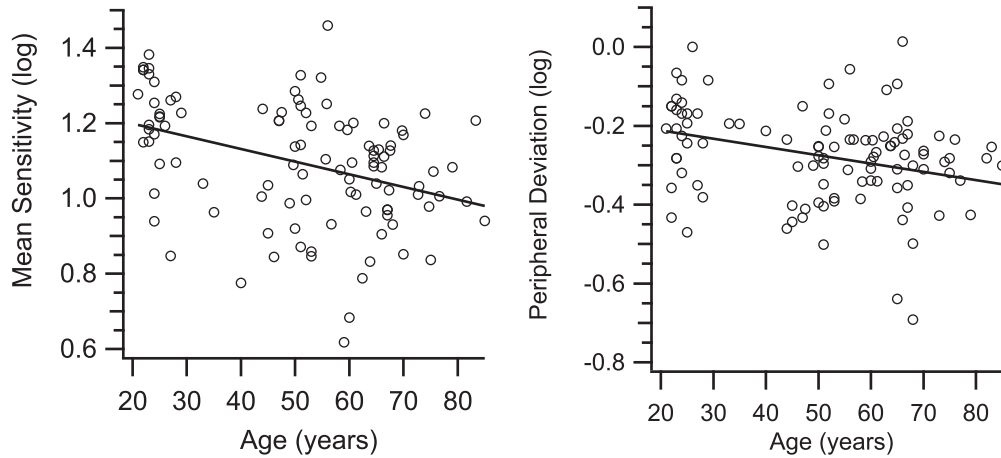 Mean Sensitivity (log)
1.4
1.2
1.0
0.8
0.6
20 30 40 50 60 70 80
Age (years)
Peripheral Deviation (log)
0.0
-0.2
-0.4
-0.6
-0.8
20 30 40 50 60 70 80
Age (years)